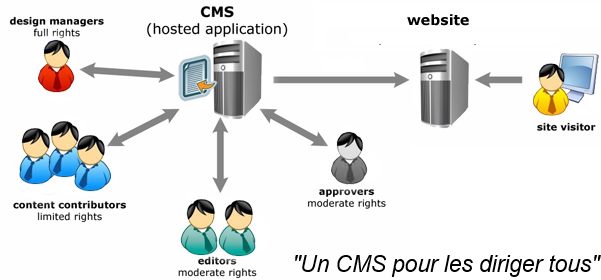 design managers
full rights
CMS
(hosted application)
website
site visitor
content contributors
limited rights
approvers
moderate rights
editors
moderate rights
"Un CMS pour les diriger tous"